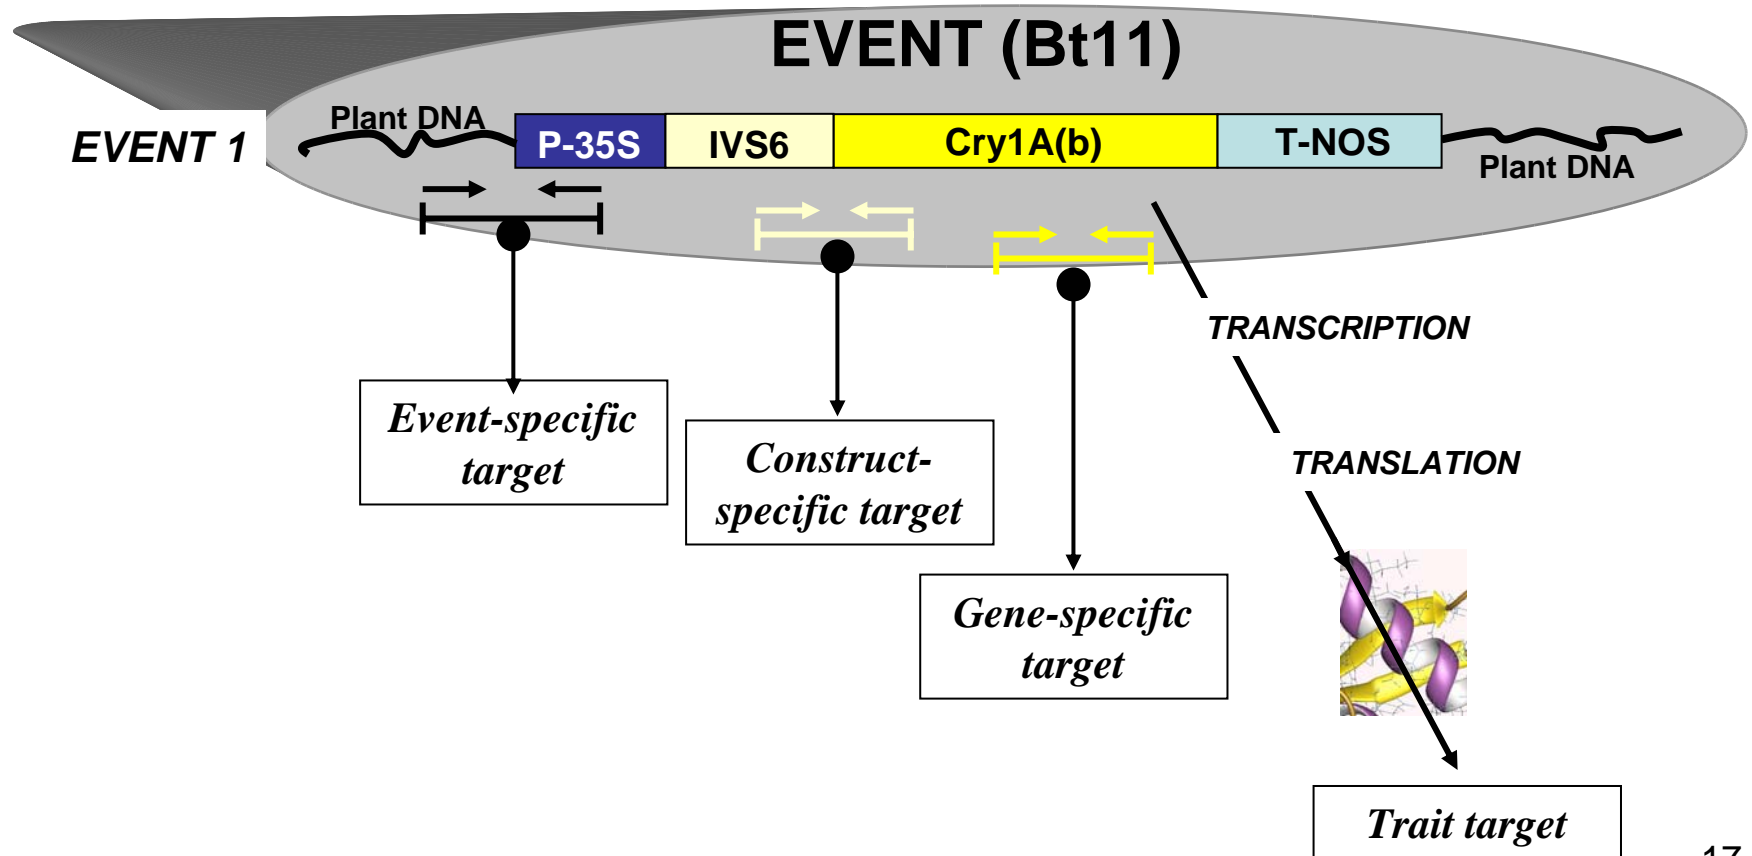 EVENT (Bt11)
EVENT 1
Plant DNA
P-35S
IVS6
Cry1A(b)
T-NOS
Plant DNA
TRANSCRIPTION
Event-specific
target
Construct-
specific target
TRANSLATION
Gene-specific
target
Trait target
17